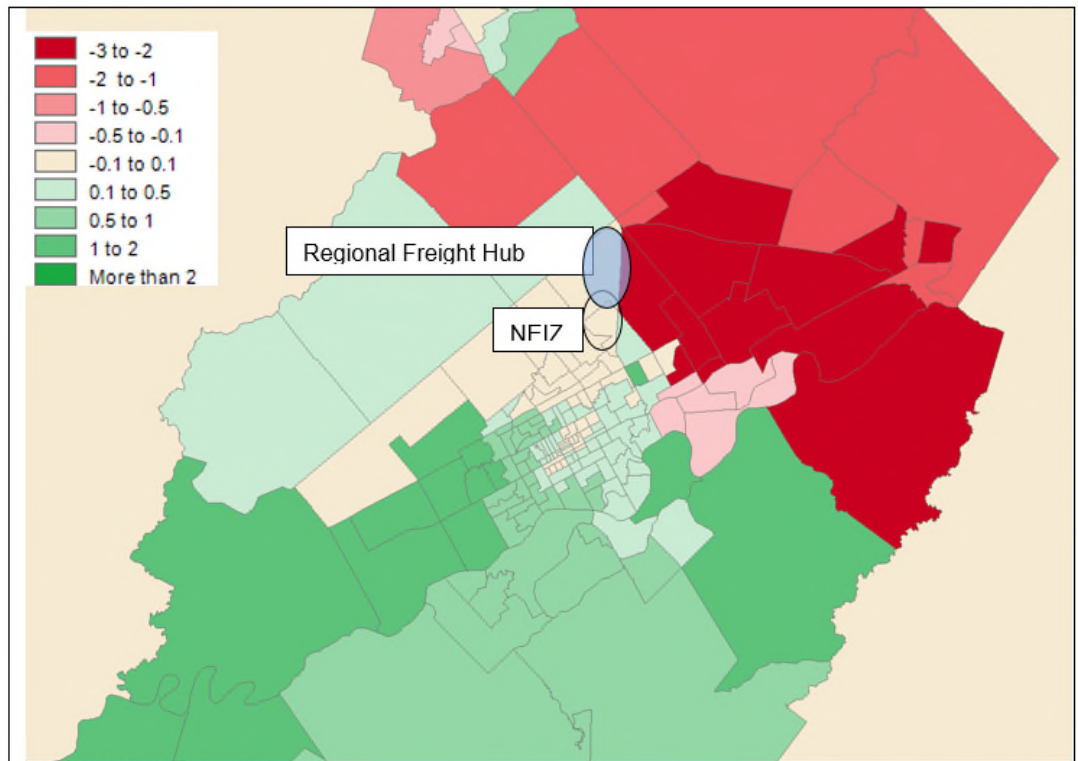 -3 to -2
-2 to -1
-1 to -0.5
-0.5 to -0.1
-0.1 to 0.1
0.1 to 0.5
0.5 to 1
1 to 2
More than 2
Regional Freight Hub
NFIZ